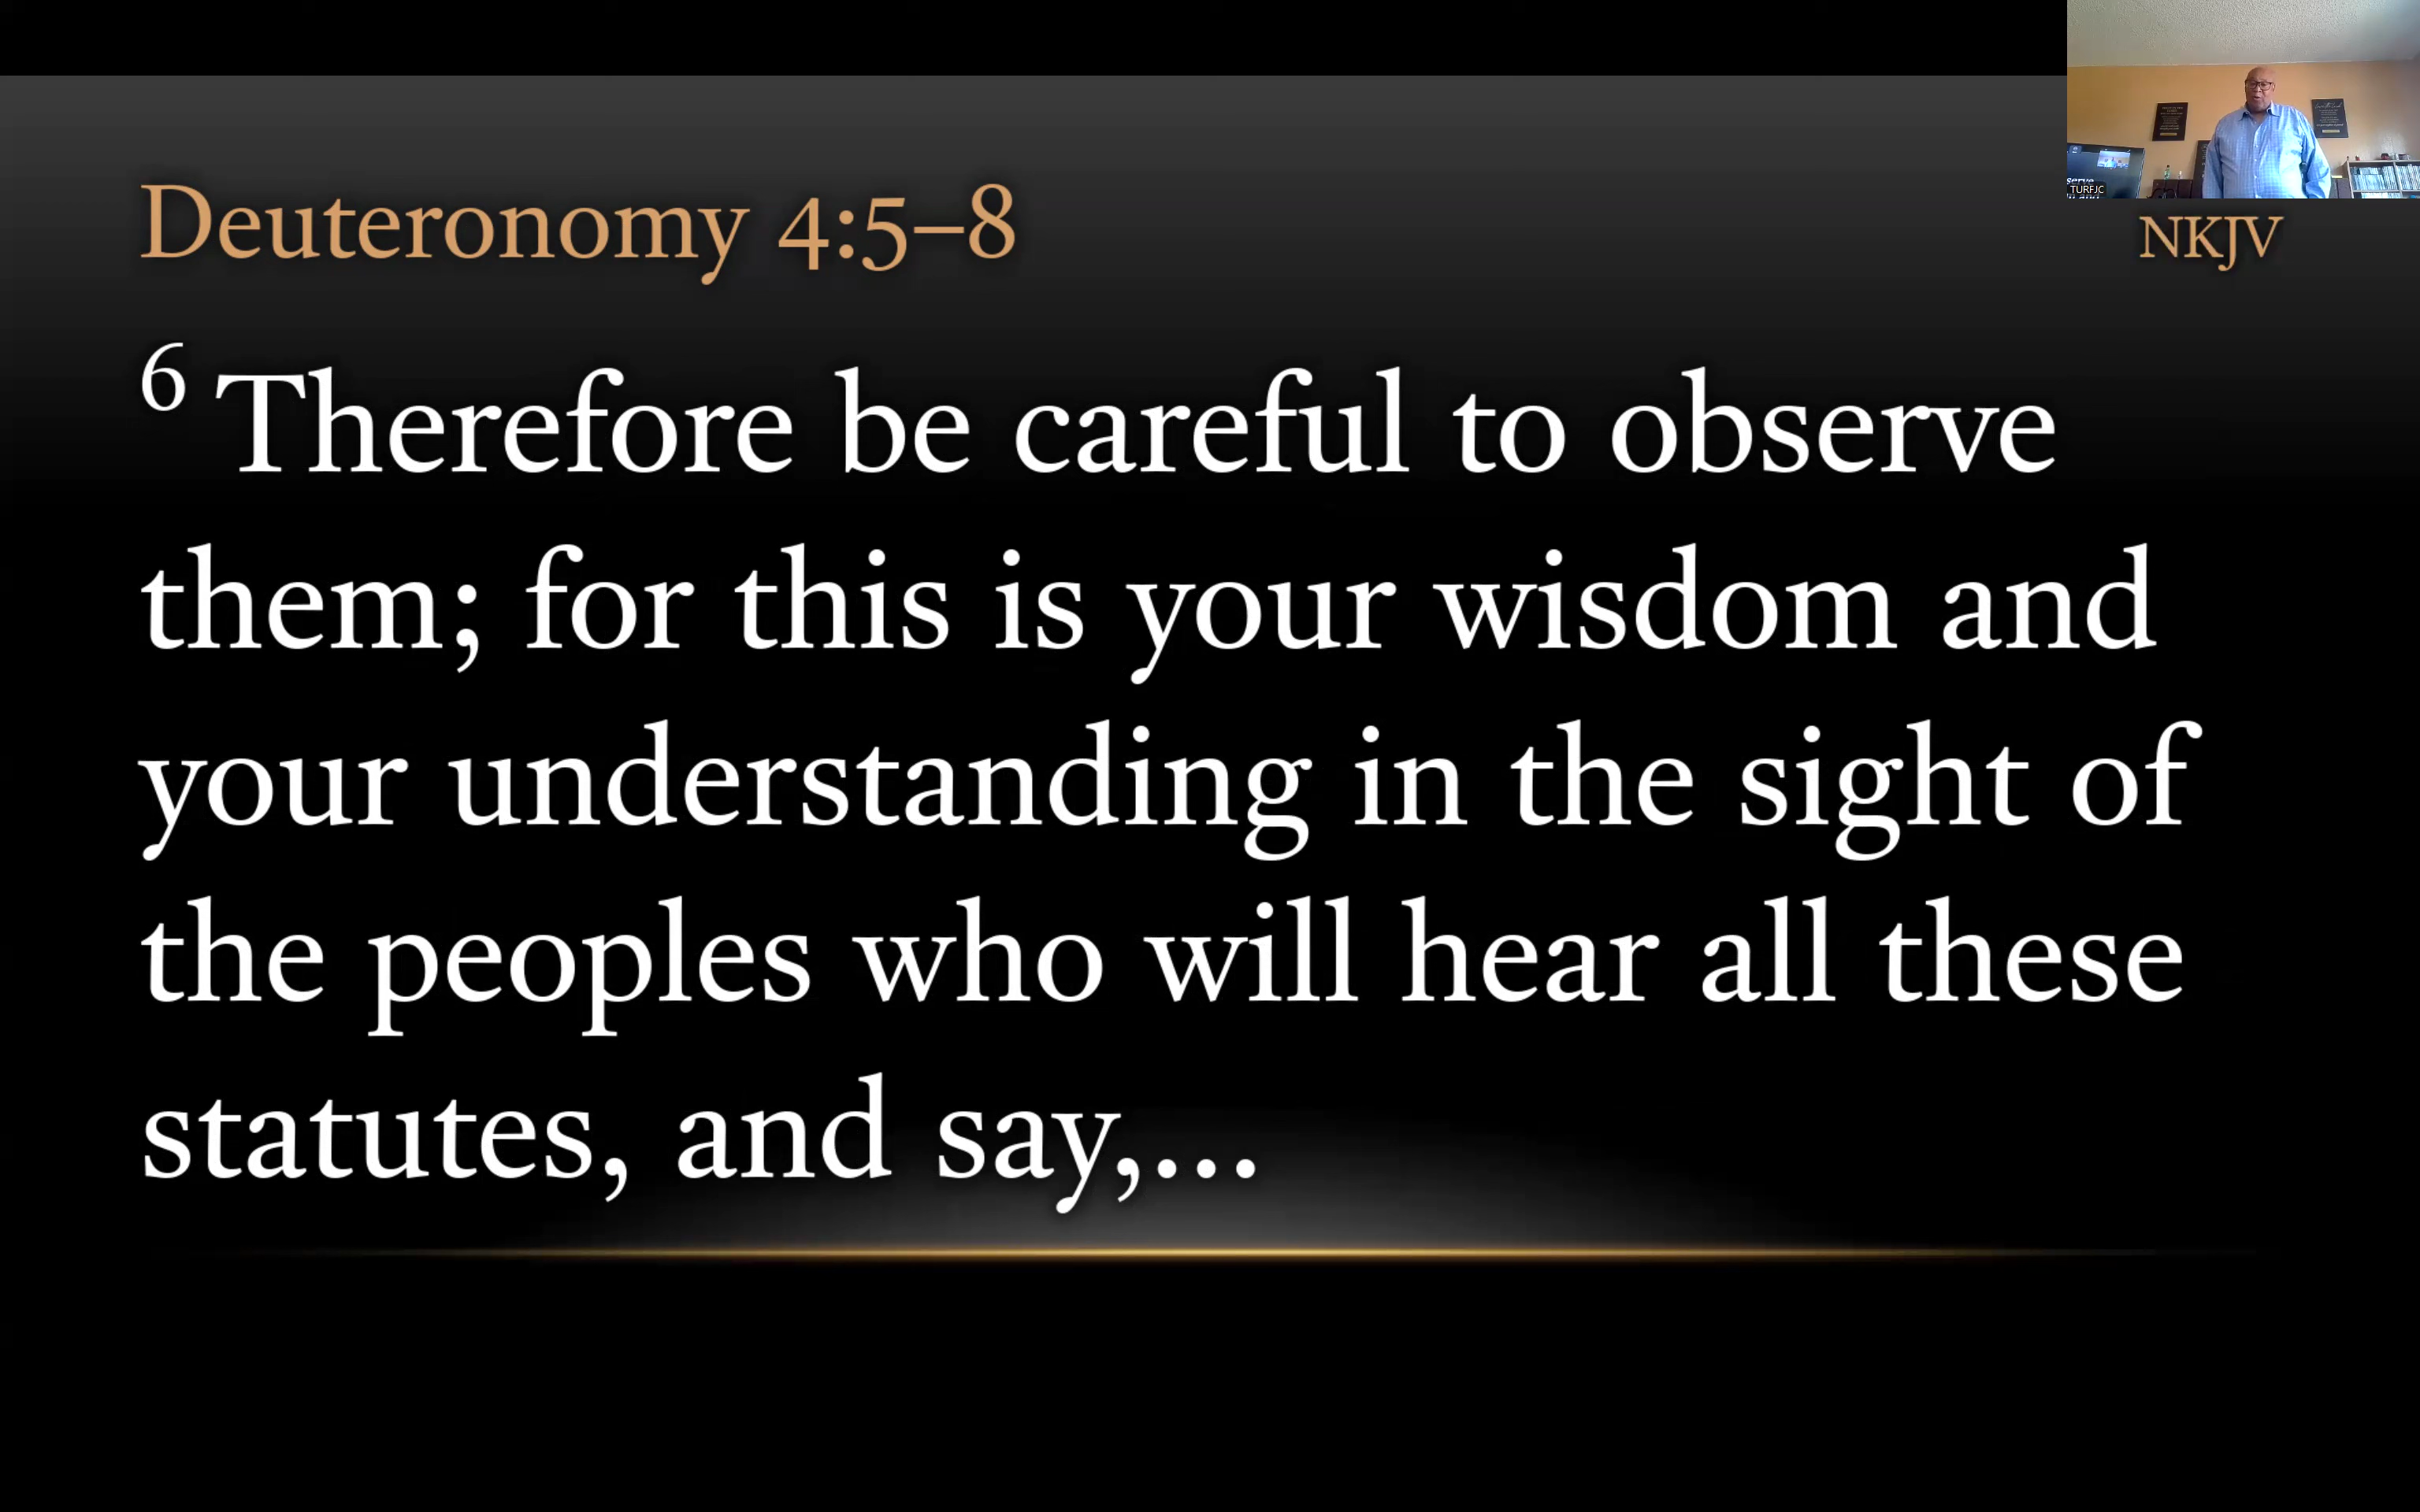 Deuteronomy 4:5–8
NKJV
6 Therefore be careful to observe
them; for this is your wisdom and
your understanding in the sight of
the peoples who will hear all these
statutes, and say,...
TURFJC